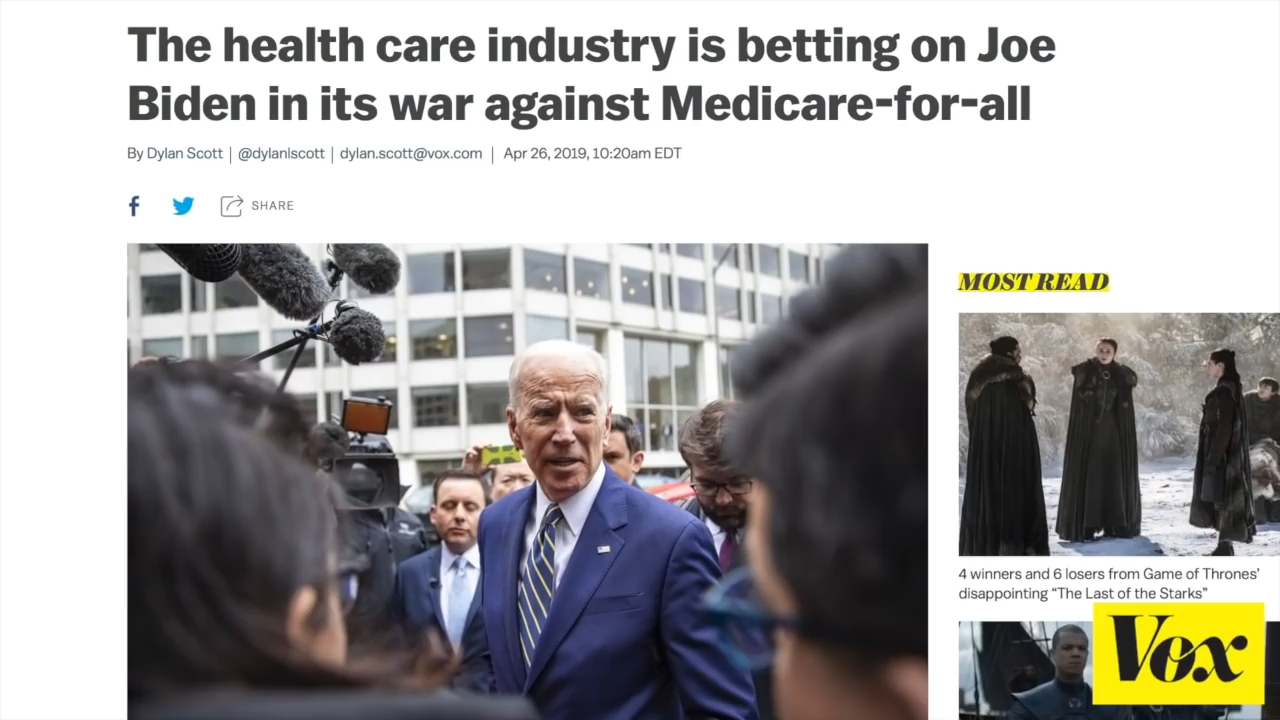 The health care industry is betting on Joe
Biden in its war against Medicare-for-all
By Dylan Scott | @dylanlscott | dylan.scott@vox.com | Apr 26, 2019, 10:20am EDT
SHARE
MOST READ
4 winners and 6 losers from Game of Thrones'
disappointing “The Last of the Starks”
Vox